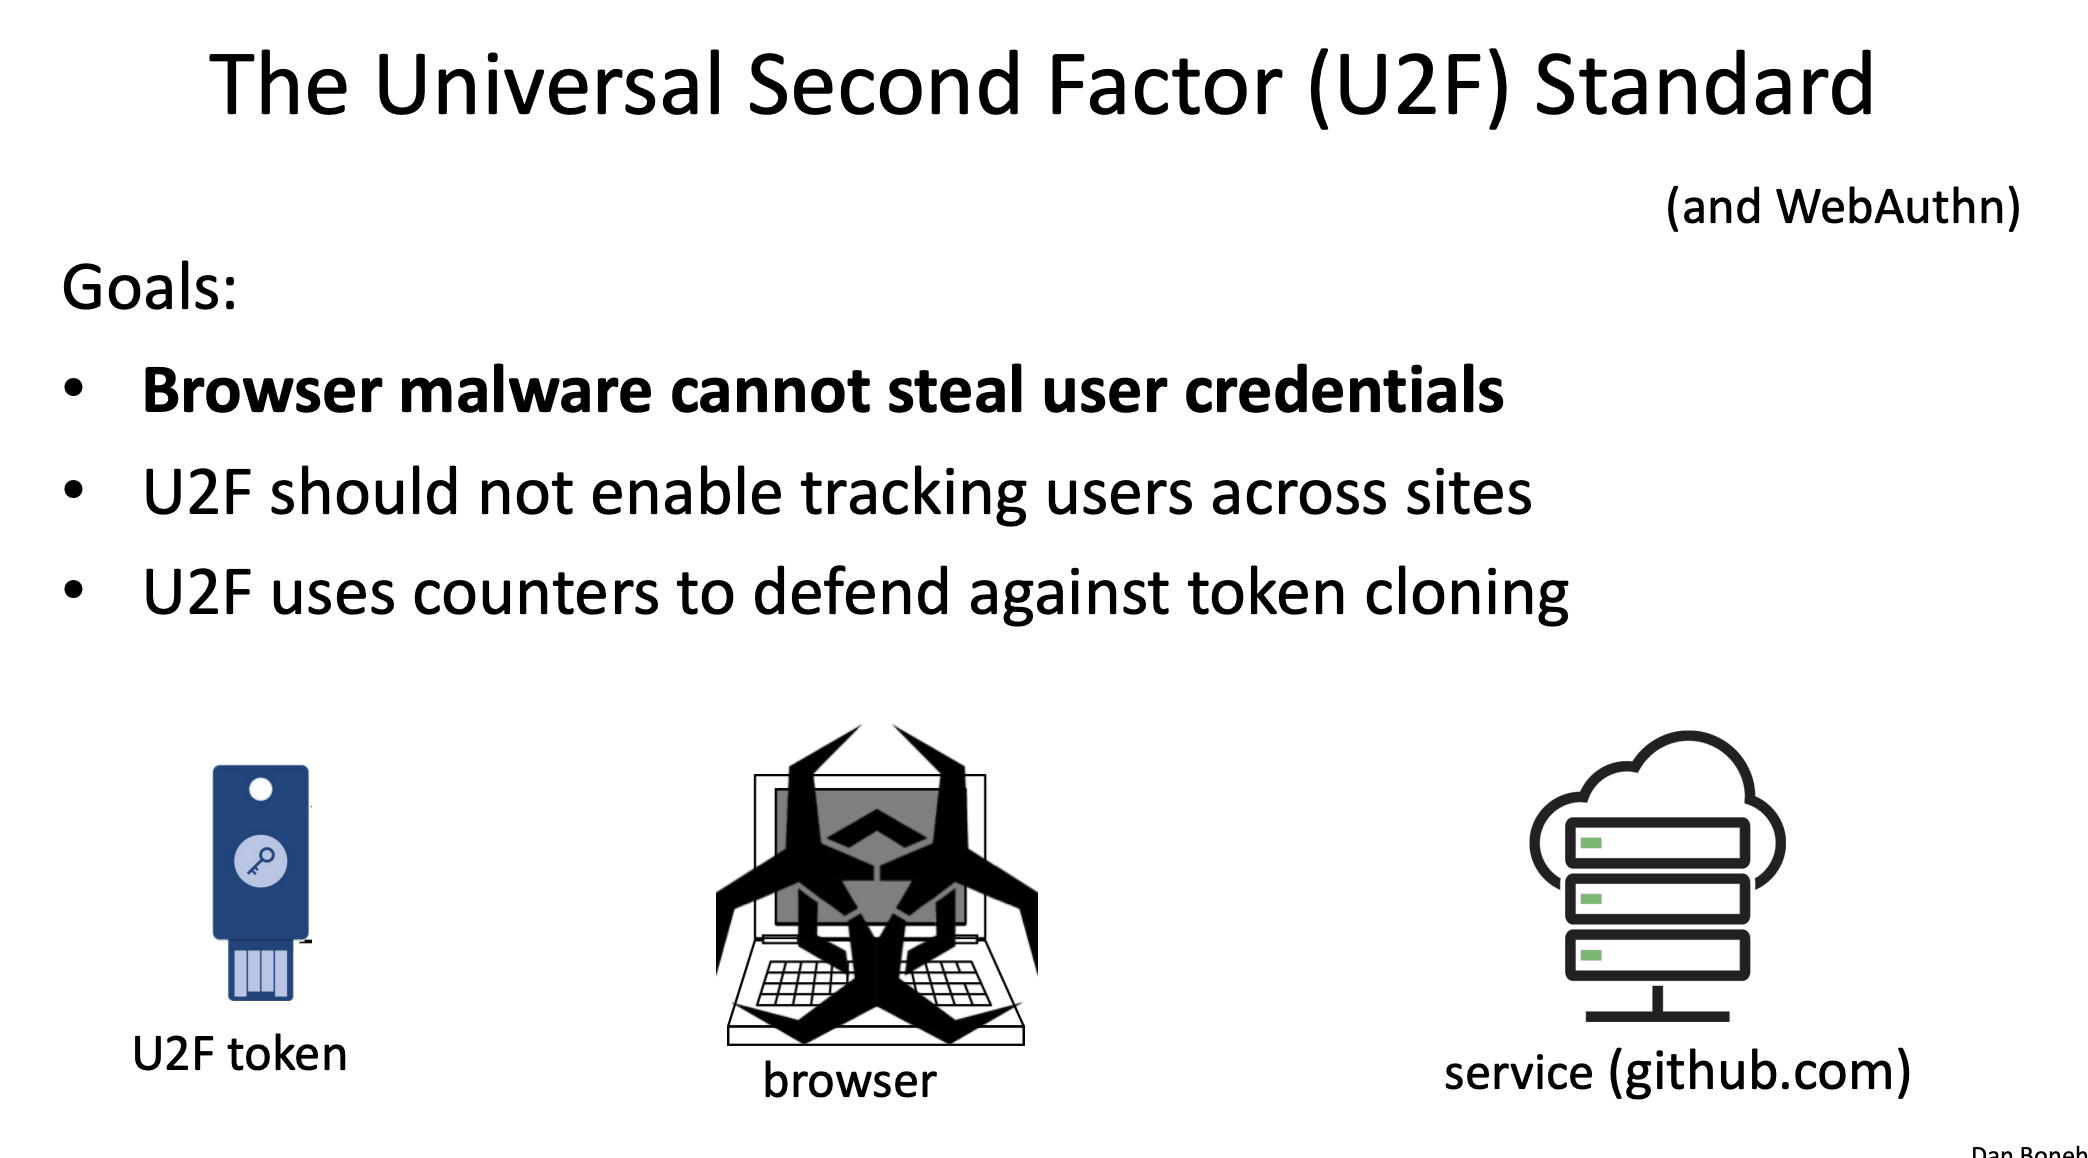 The Universal Second Factor (U2F) Standard
(and WebAuthn)
Goals:
• Browser malware cannot steal user credentials
• U2F should not enable tracking users across sites
• U2F uses counters to defend against token cloning
U2F token
browser
service (github.com)
Dan Boneh